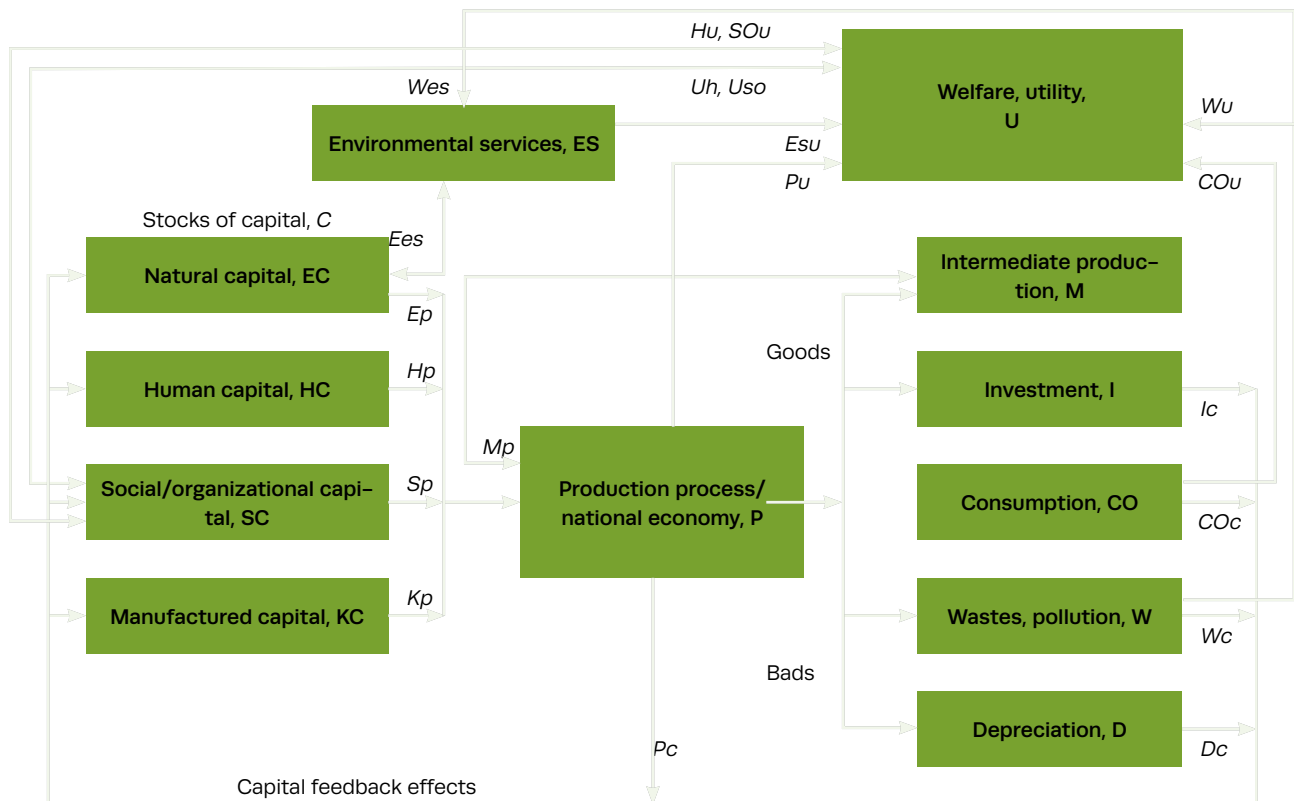 Hu, SOu
Wes
Uh, Uso
Welfare, utility,
U
Wu
Environmental services, ES
Esu
Pu
COu
Stocks of capital, C
Ees
Natural capital, EC
Ep
Intermediate produc-
tion, M
Goods
Human capital, HC
Hp
Investment, I
Ic
Mp
Social/organizational capi-
tal, SC
Sp
Production process/
national economy, P
Consumption, CO
COc
Manufactured capital, KC
Kp
Wastes, pollution, W
Wc
Bads
Depreciation, D
Dc
Pc
Capital feedback effects